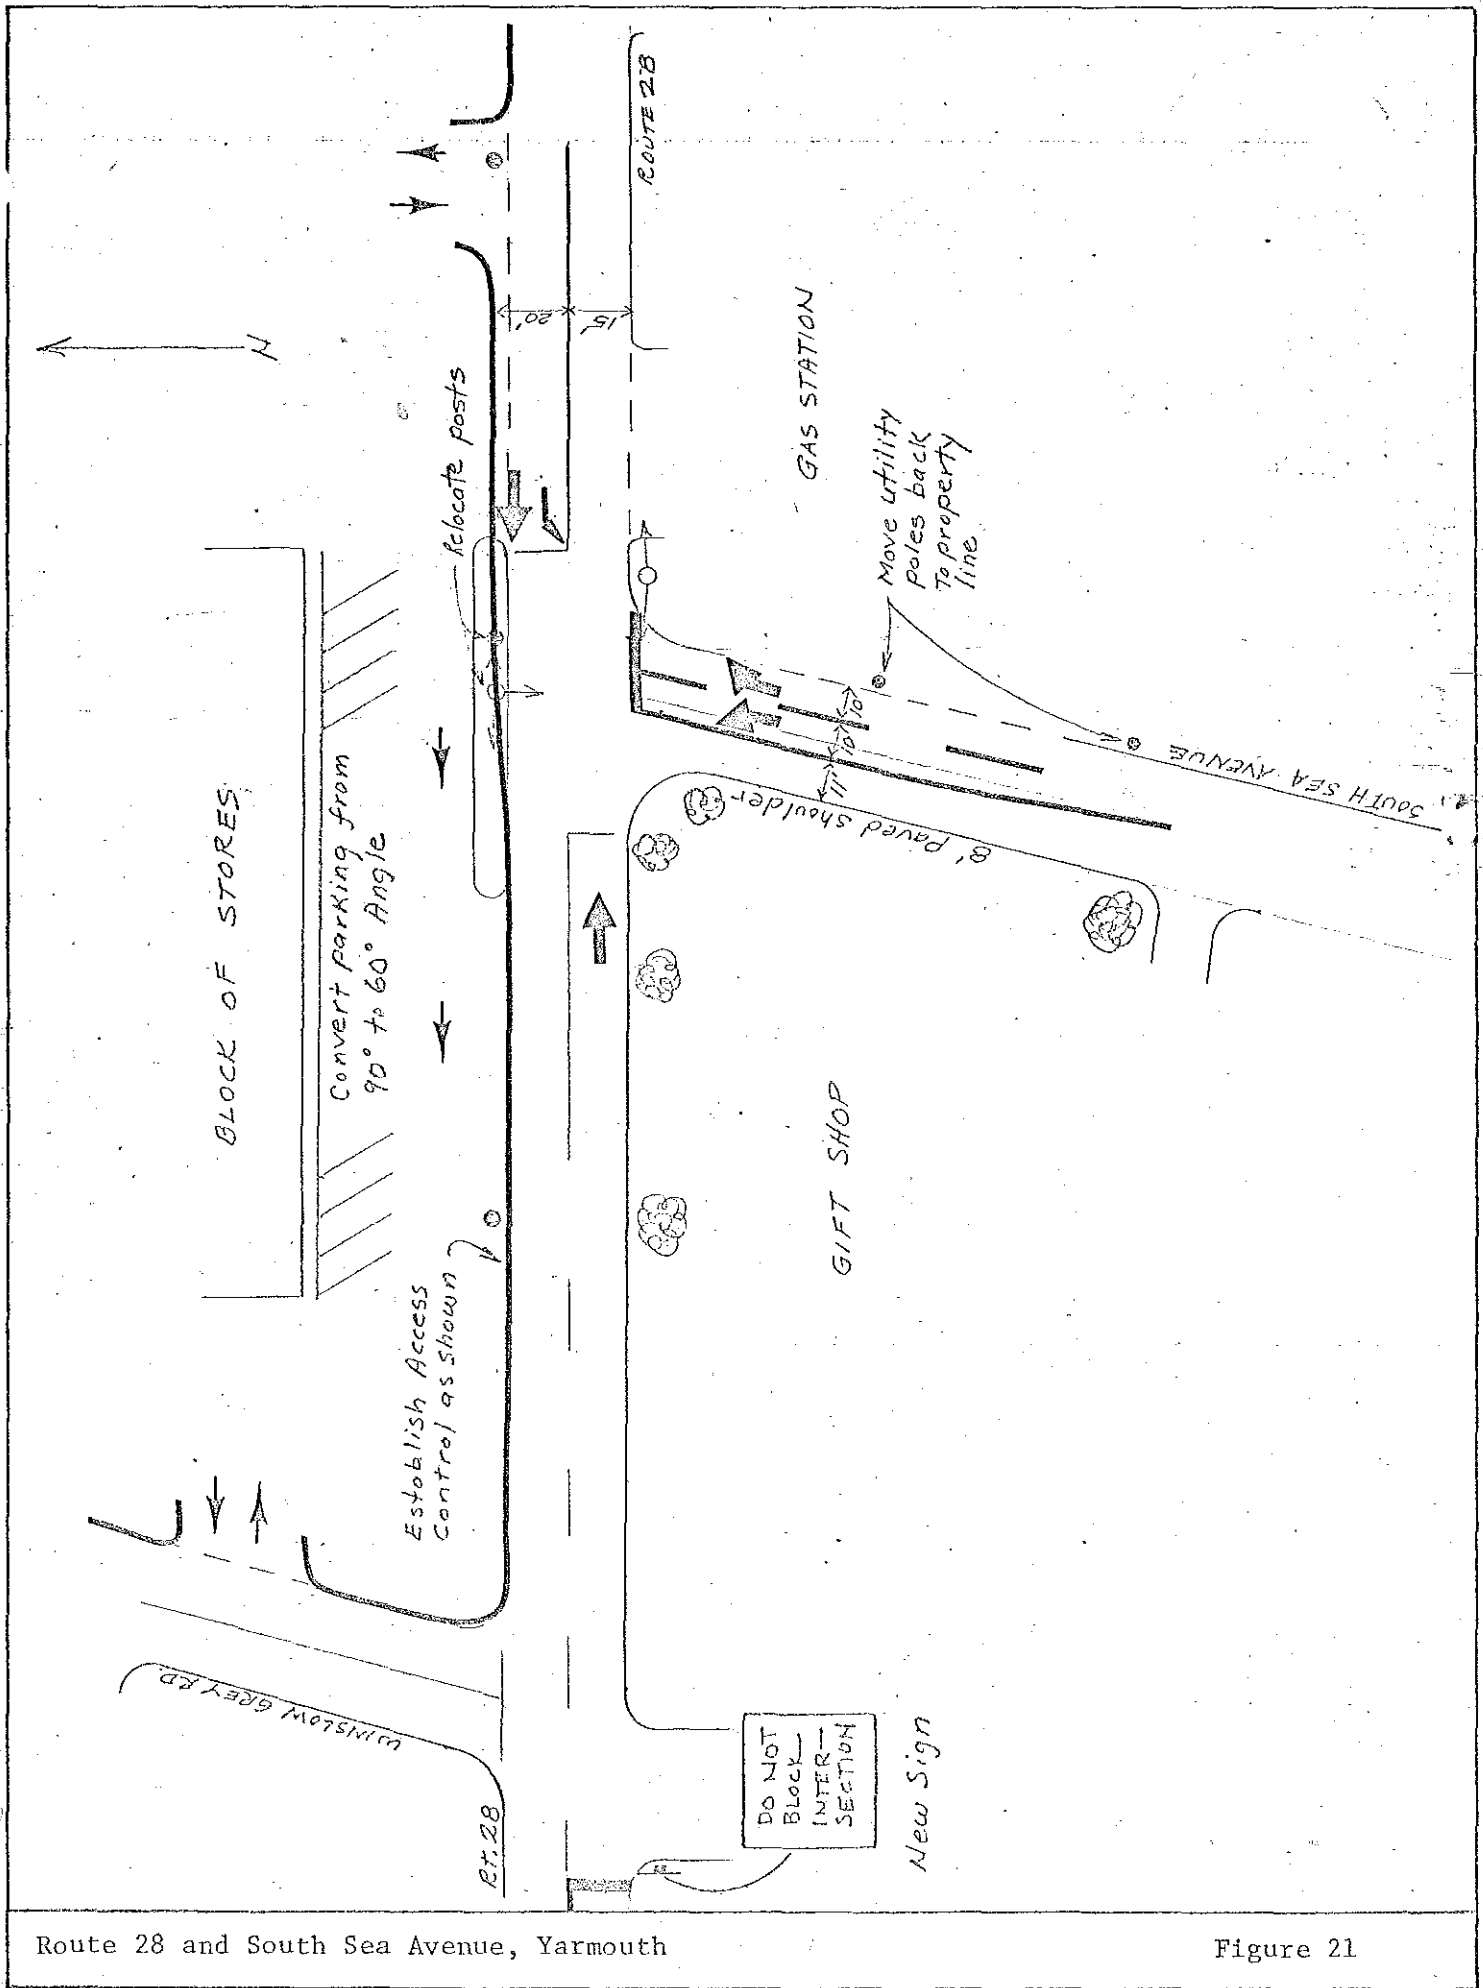 BLOCK OF STORES
Convert parking from
90° to 60° Angle
Relocate posts
Establish Access
Control as shown
WINSLOW GREY RD
Rt. 28
ROUTE 28
20'
15'
GAS STATION
Move utility
poles back
To property
line
10'
10'
11'
8' Paved shoulder
SOUTH SEA AVENUE
GIFT SHOP
DO NOT
BLOCK
INTER-
SECTION
New Sign
N
Route 28 and South Sea Avenue, Yarmouth
Figure 21